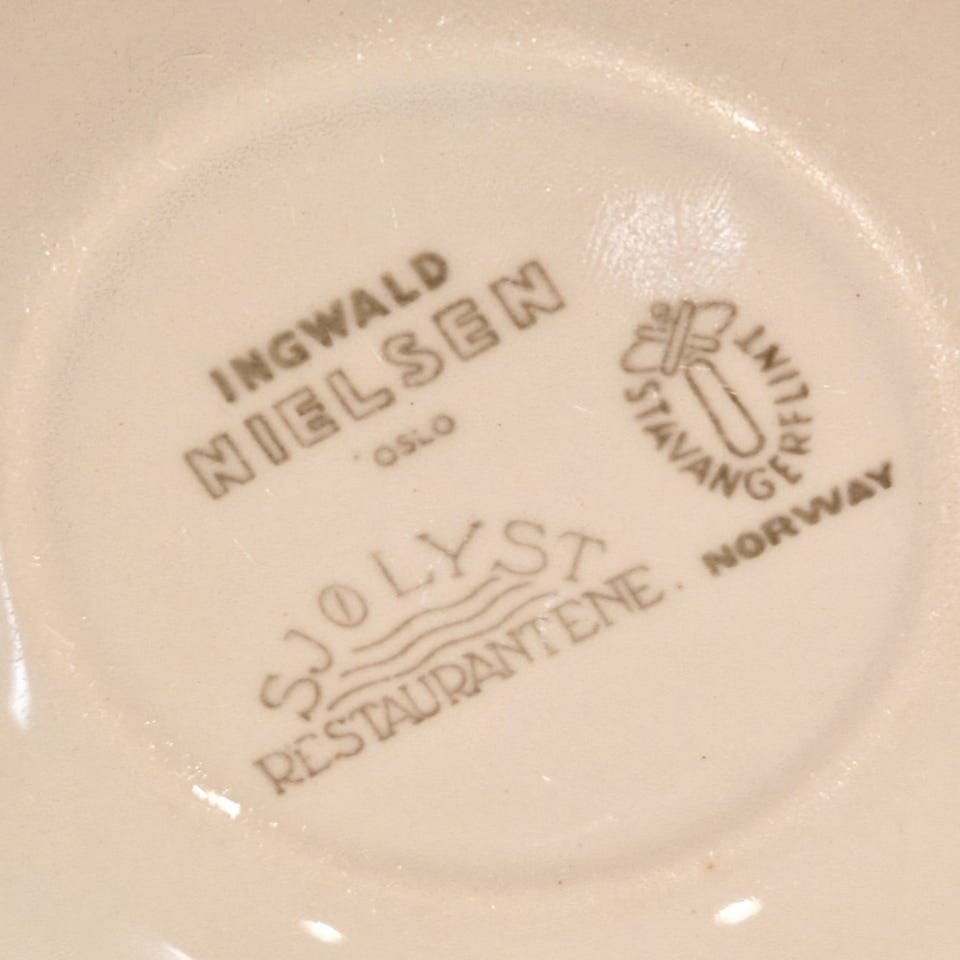 INGWALD
NIELSEN
OSLO
STAVANGERFLINT
NORWAY
SJØLYST
RESTAURANTENE.